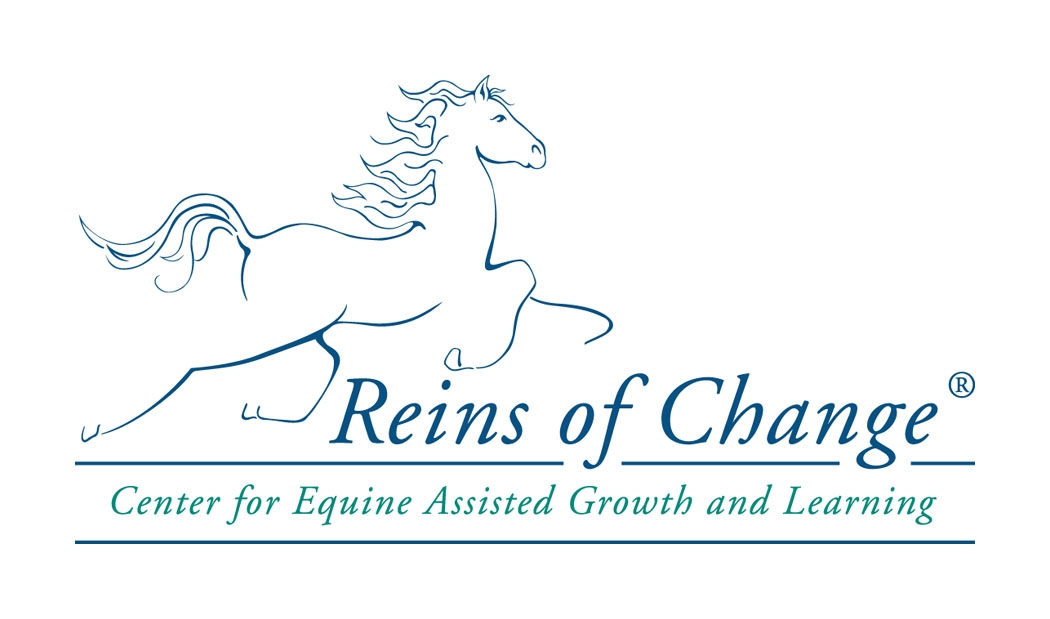 Reins of Change®
Center for Equine Assisted Growth and Learning